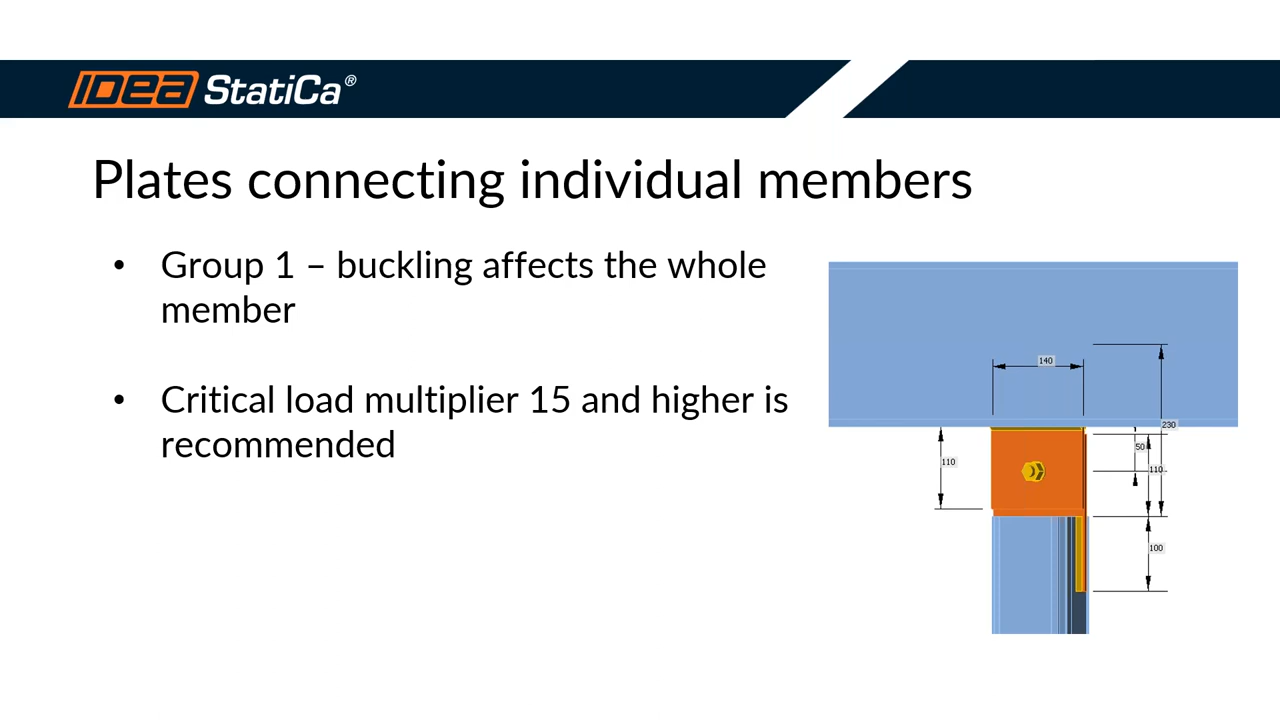 IDEA StatiCa®
Plates connecting individual members
• Group 1 – buckling affects the whole
member
• Critical load multiplier 15 and higher is
recommended
140
230
110
50
110
100